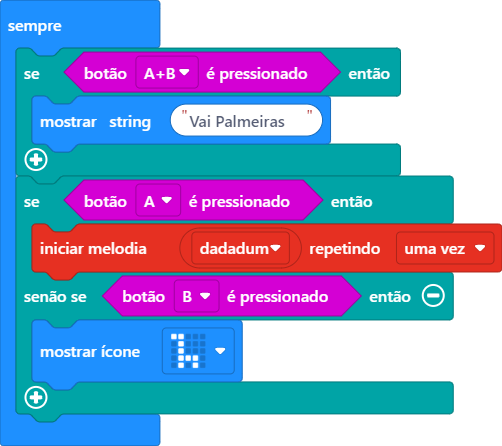 sempre
se botão A+B é pressionado então
mostrar string "Vai Palmeiras "
se botão A é pressionado então
iniciar melodia dadadum repetindo uma vez
senão se botão B é pressionado então
mostrar ícone